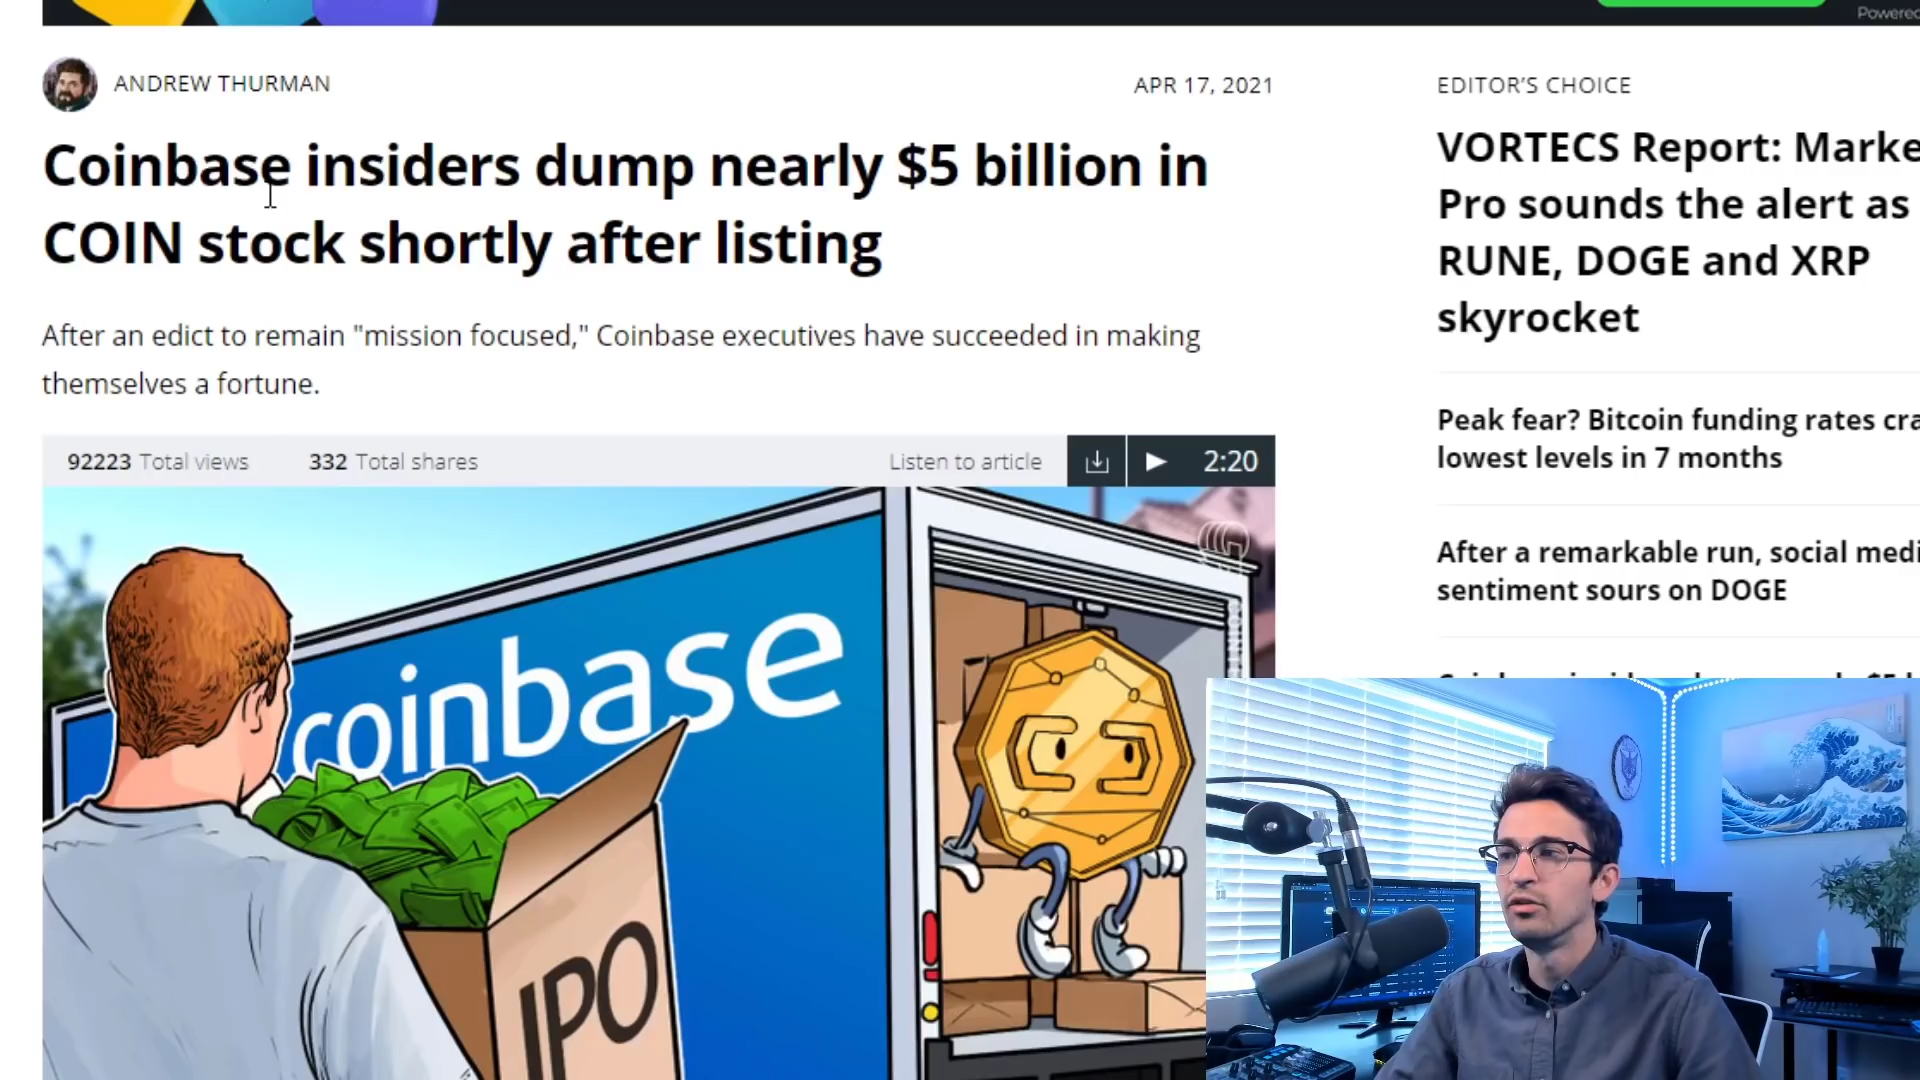 Powered
ANDREW THURMAN
APR 17, 2021
Coinbase insiders dump nearly $5 billion in
COIN stock shortly after listing
After an edict to remain "mission focused," Coinbase executives have succeeded in making
themselves a fortune.
92223 Total views
332 Total shares
Listen to article
2:20
coinbase
IPO
EDITOR'S CHOICE
VORTECS Report: Marke
Pro sounds the alert as
RUNE, DOGE and XRP
skyrocket
Peak fear? Bitcoin funding rates cra
lowest levels in 7 months
After a remarkable run, social medi
sentiment sours on DOGE